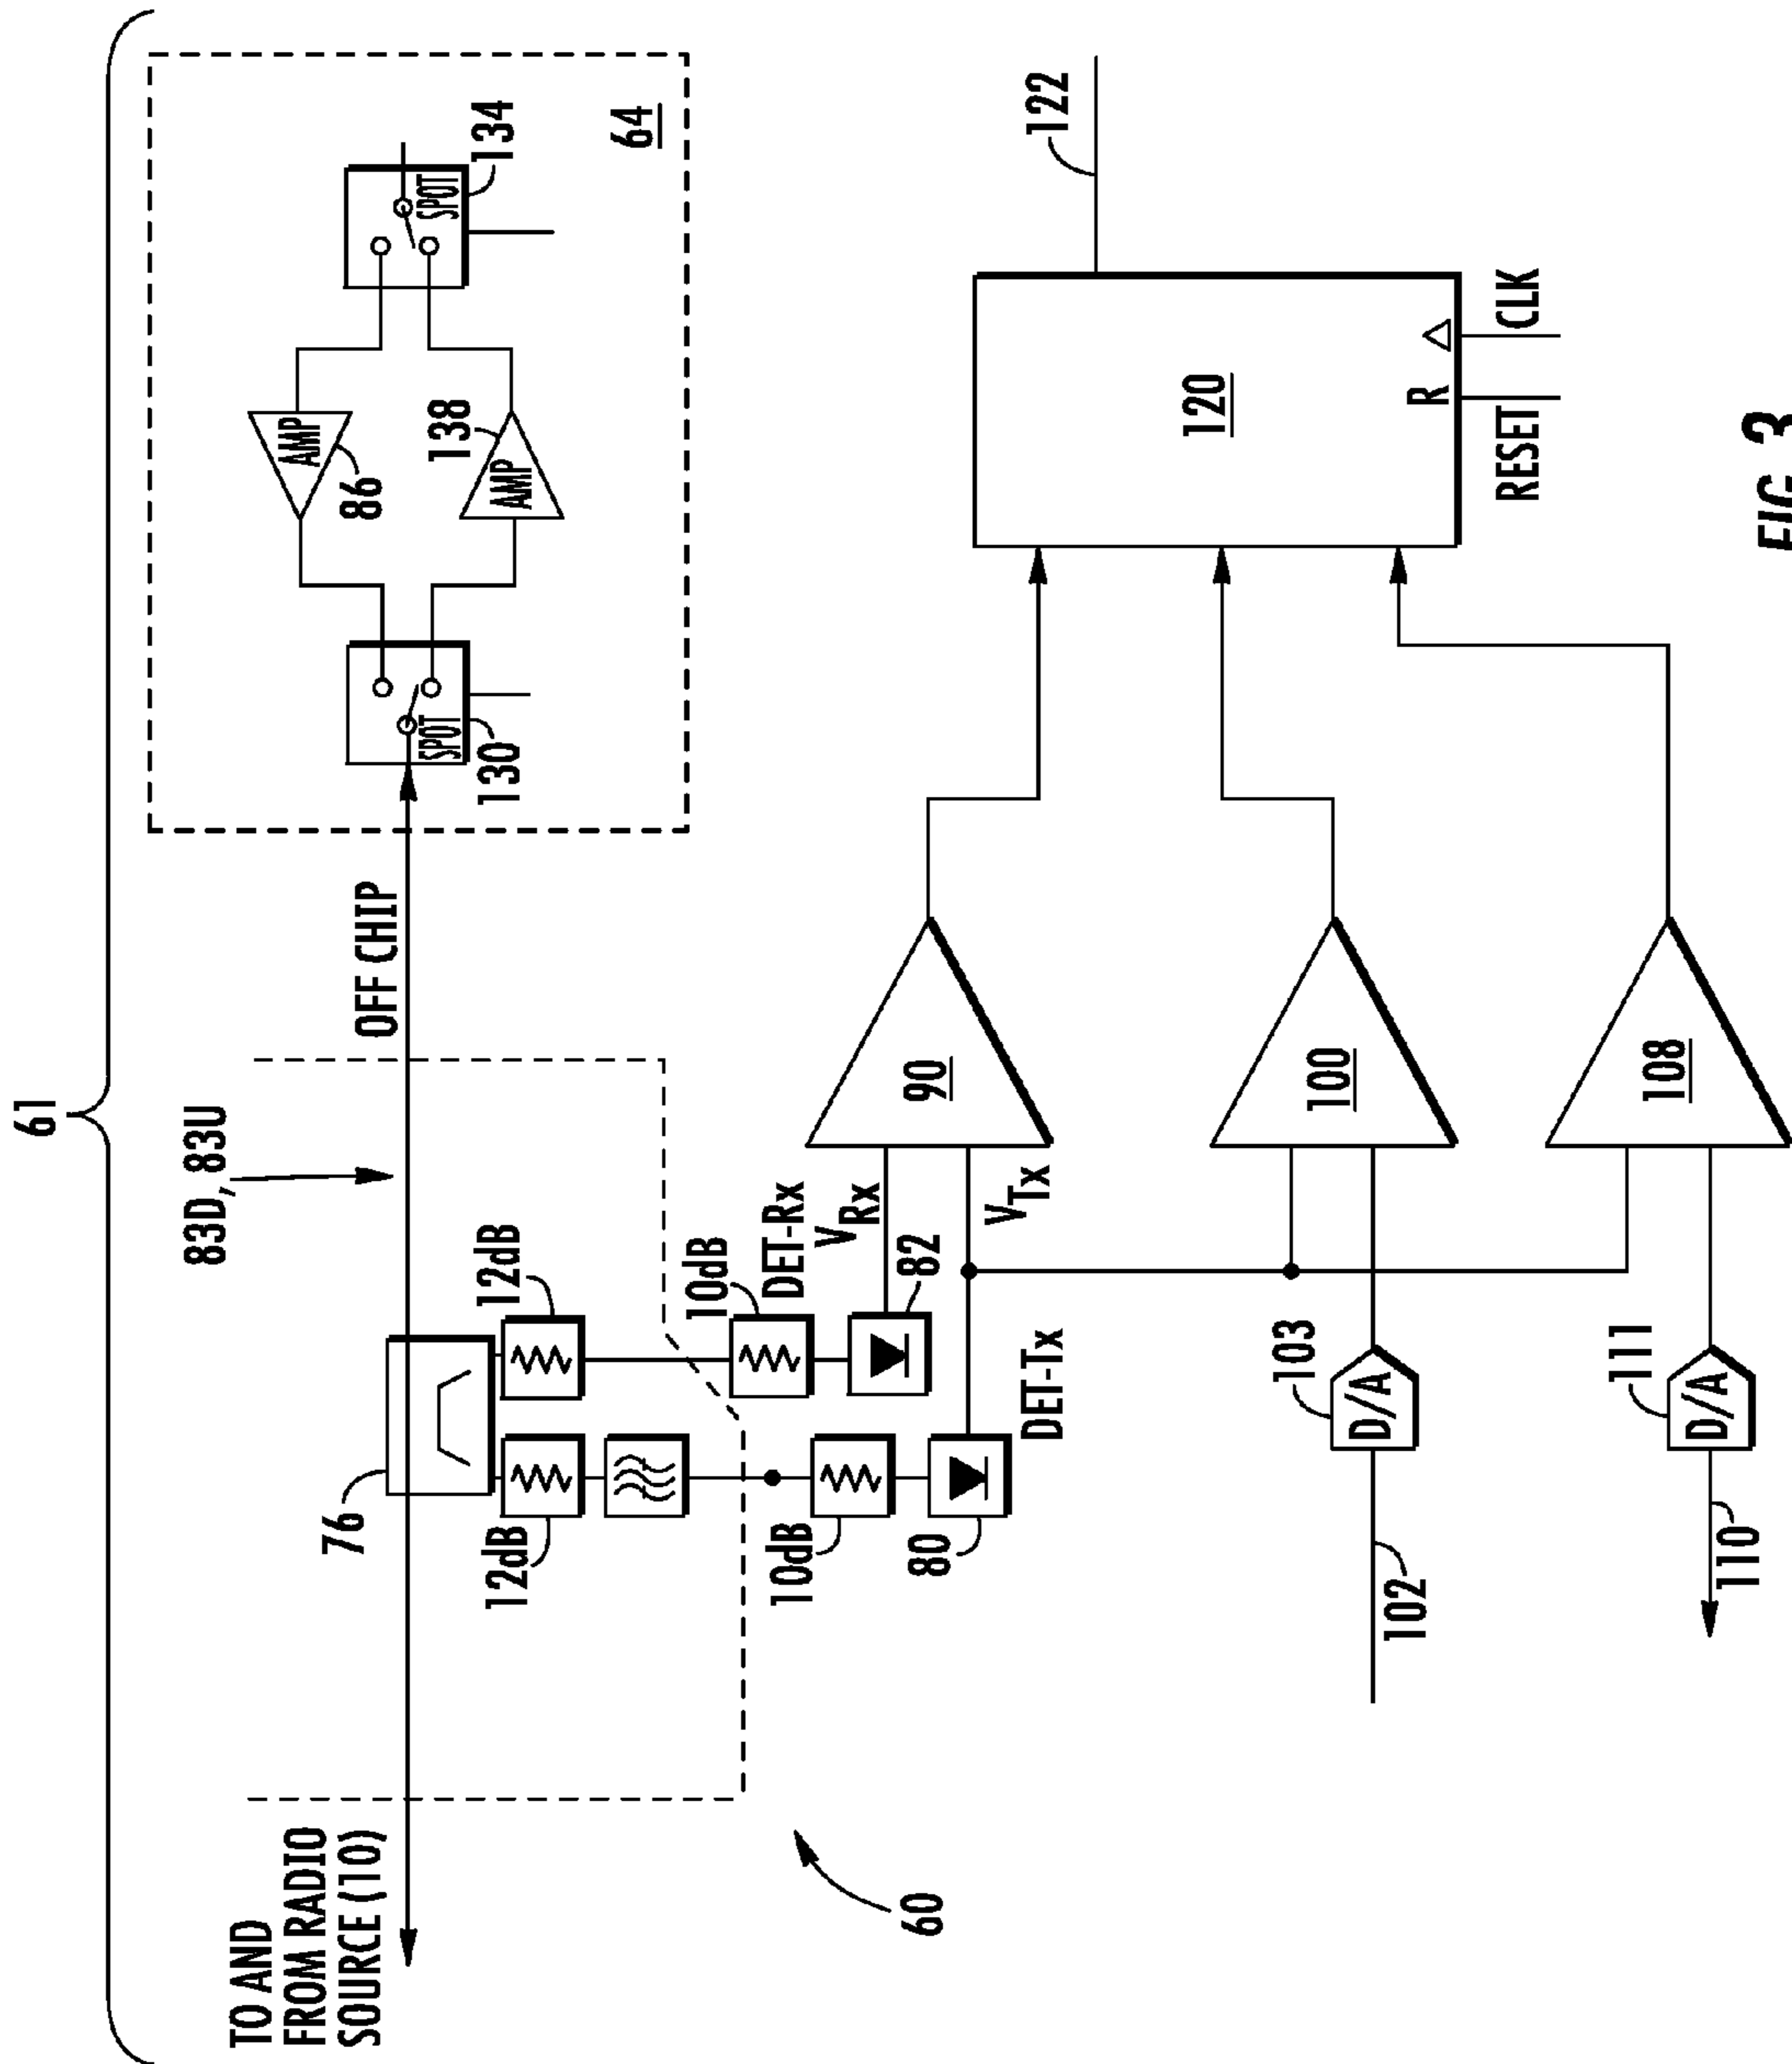 61
TO AND
FROM RADIO
SOURCE (10)
83D, 83U
OFF CHIP
76
12dB
12dB
10dB
10dB
DET-Rx
DET-Tx
80
82
VRx
VTx
60
64
130
SPOT
AMP
86
138
AMP
SPOT
134
90
100
108
102
103
D/A
110
111
D/A
120
122
R
RESET
CLK
FIG. 3